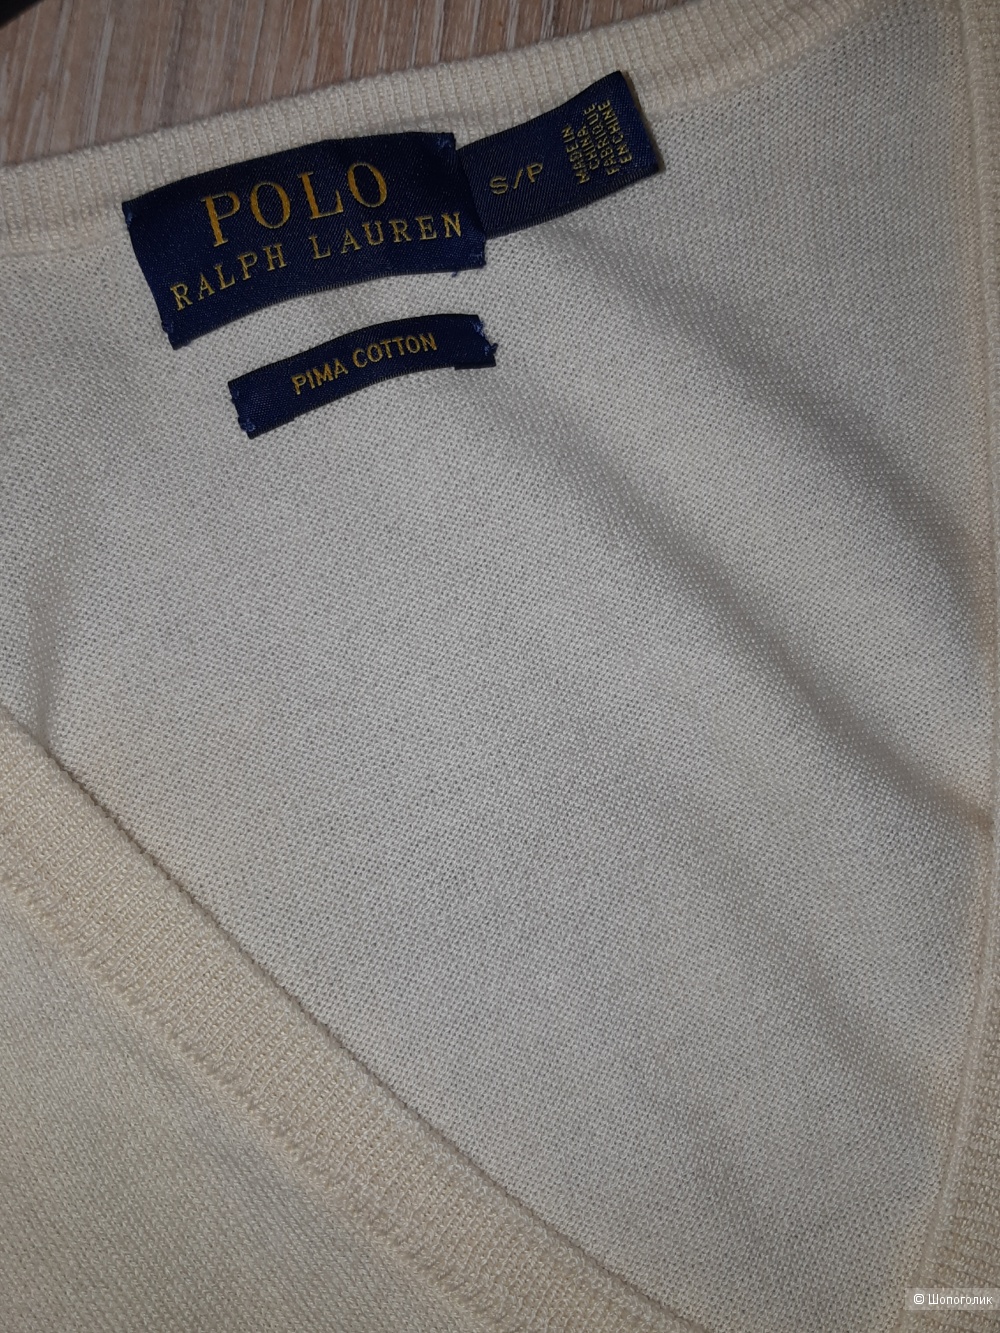 POLO
RALPH LAUREN
S/P
MADE IN
CHINA
FABRIQUE
EN CHINE
PIMA COTTON
© Шопоголик